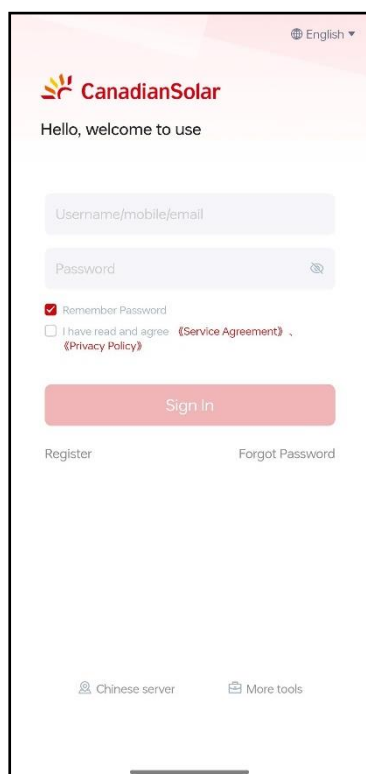 English
CanadianSolar
Hello, welcome to use
Username/mobile/email
Password
Remember Password
I have read and agree 《Service Agreement》、
《Privacy Policy》
Sign In
Register
Forgot Password
Chinese server
More tools